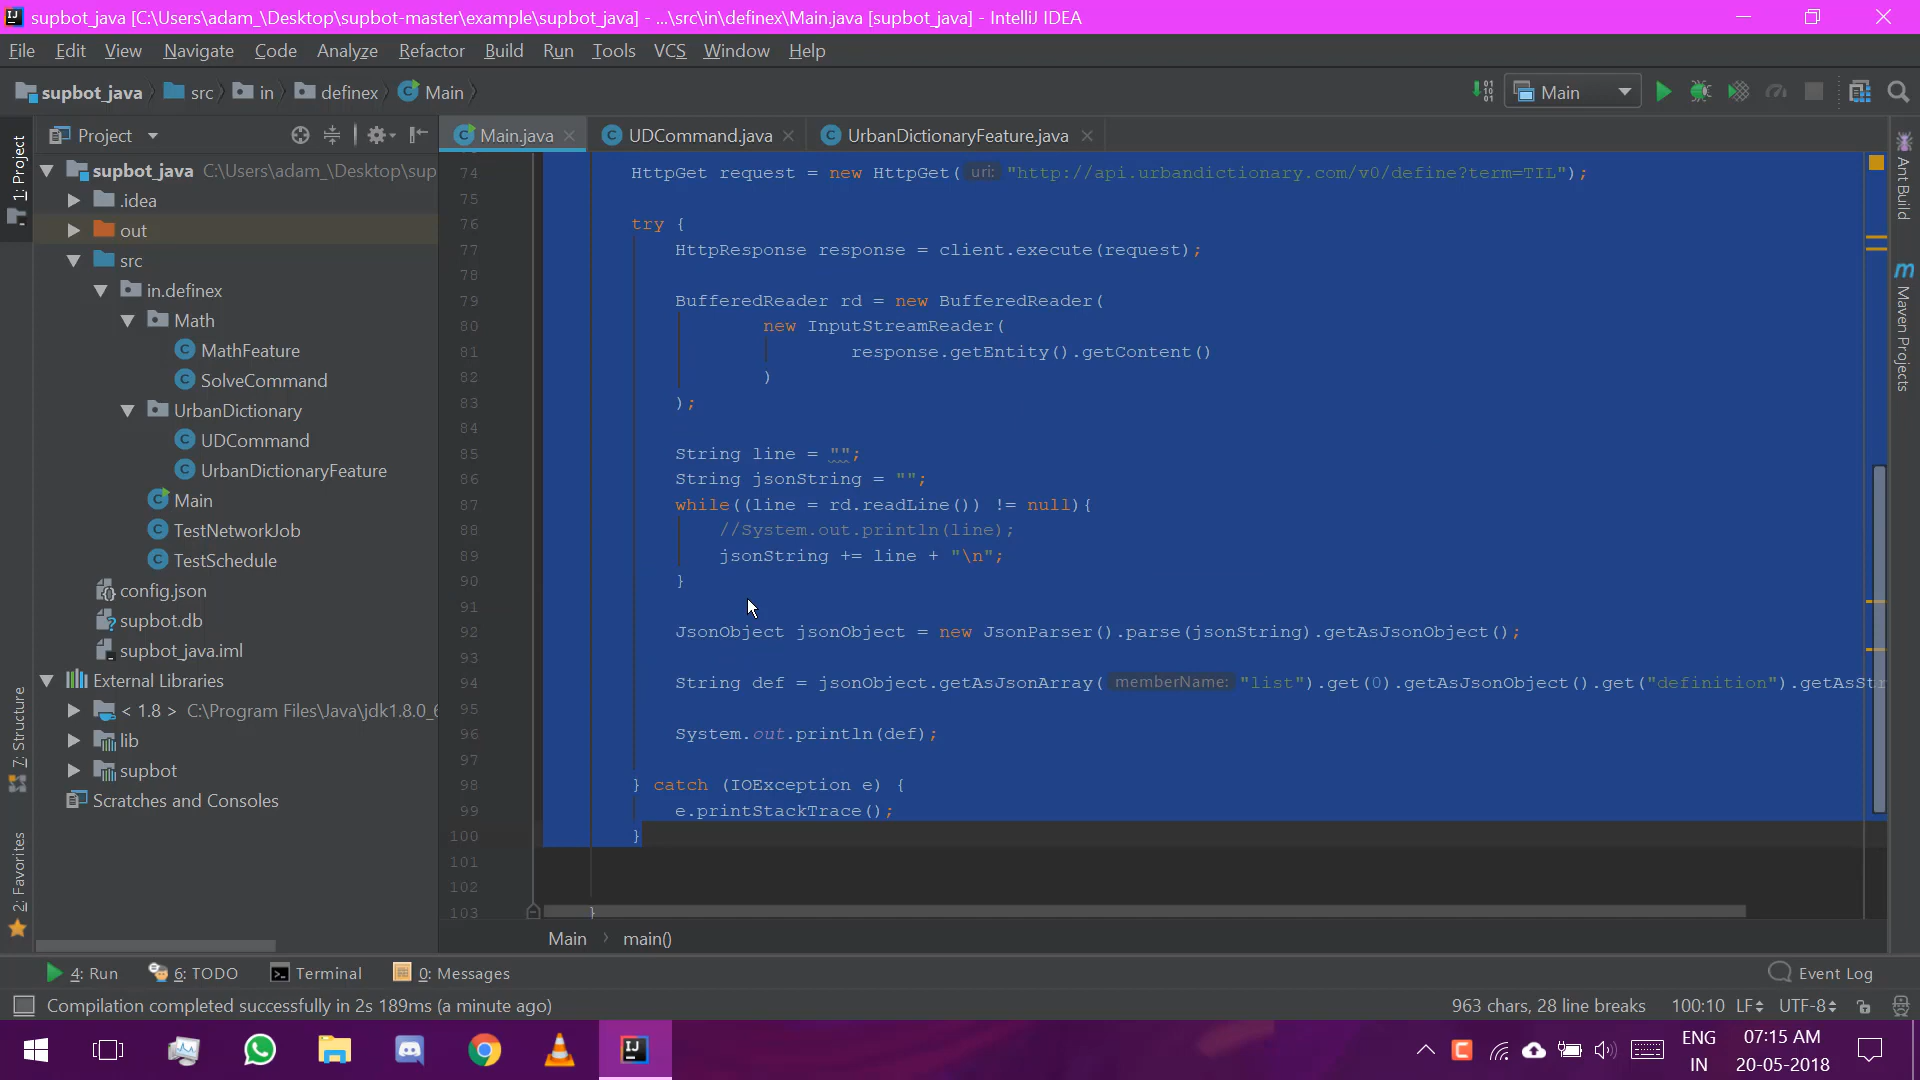 supbot_java [C:\Users\adam_\Desktop\supbot-master\example\supbot_java] - ...\src\in\definex\Main.java [supbot_java] - IntelliJ IDEA
File Edit View Navigate Code Analyze Refactor Build Run Tools VCS Window Help
supbot_java src in definex Main
Main
Project
Main.java UDCommand.java UrbanDictionaryFeature.java
1: Project
7: Structure
2: Favorites
supbot_java C:\Users\adam_\Desktop\sup
.idea
out
src
in.definex
Math
MathFeature
SolveCommand
UrbanDictionary
UDCommand
UrbanDictionaryFeature
Main
TestNetworkJob
TestSchedule
config.json
supbot.db
supbot_java.iml
External Libraries
< 1.8 > C:\Program Files\Java\jdk1.8.0_
lib
supbot
Scratches and Consoles
74 HttpGet request = new HttpGet( uri: "http://api.urbandictionary.com/v0/define?term=TIL");
75
76 try {
77 HttpResponse response = client.execute(request);
78
79 BufferedReader rd = new BufferedReader(
80 new InputStreamReader(
81 response.getEntity().getContent()
82 )
83 );
84
85 String line = "";
86 String jsonString = "";
87 while((line = rd.readLine()) != null){
88 //System.out.println(line);
89 jsonString += line + "\n";
90 }
91
92 JsonObject jsonObject = new JsonParser().parse(jsonString).getAsJsonObject();
93
94 String def = jsonObject.getAsJsonArray( memberName: "list").get(0).getAsJsonObject().get("definition").getAsStr
95
96 System.out.println(def);
97
98 } catch (IOException e) {
99 e.printStackTrace();
100 }
101
102
103 }
Main main()
Ant Build
Maven Projects
4: Run 6: TODO Terminal 0: Messages Event Log
Compilation completed successfully in 2s 189ms (a minute ago) 963 chars, 28 line breaks 100:10 LF UTF-8
ENG
IN
07:15 AM
20-05-2018